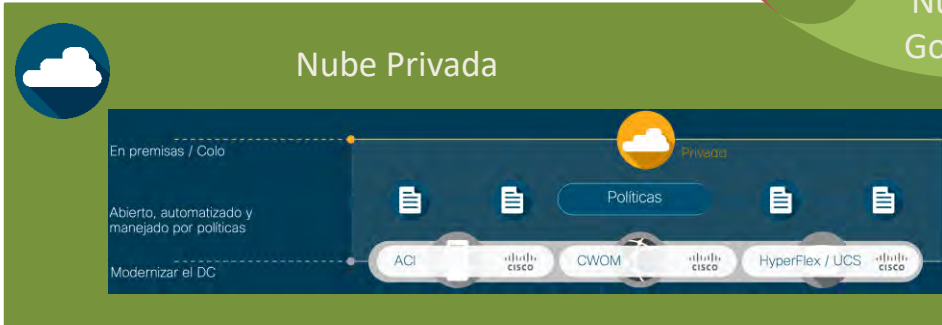 Nube Privada
En premisas / Colo
Privada
Políticas
Abierto, automatizado y
manejado por políticas
Modernizar el DC
ACI
CISCO
CWOM
CISCO
HyperFlex / UCS
CISCO